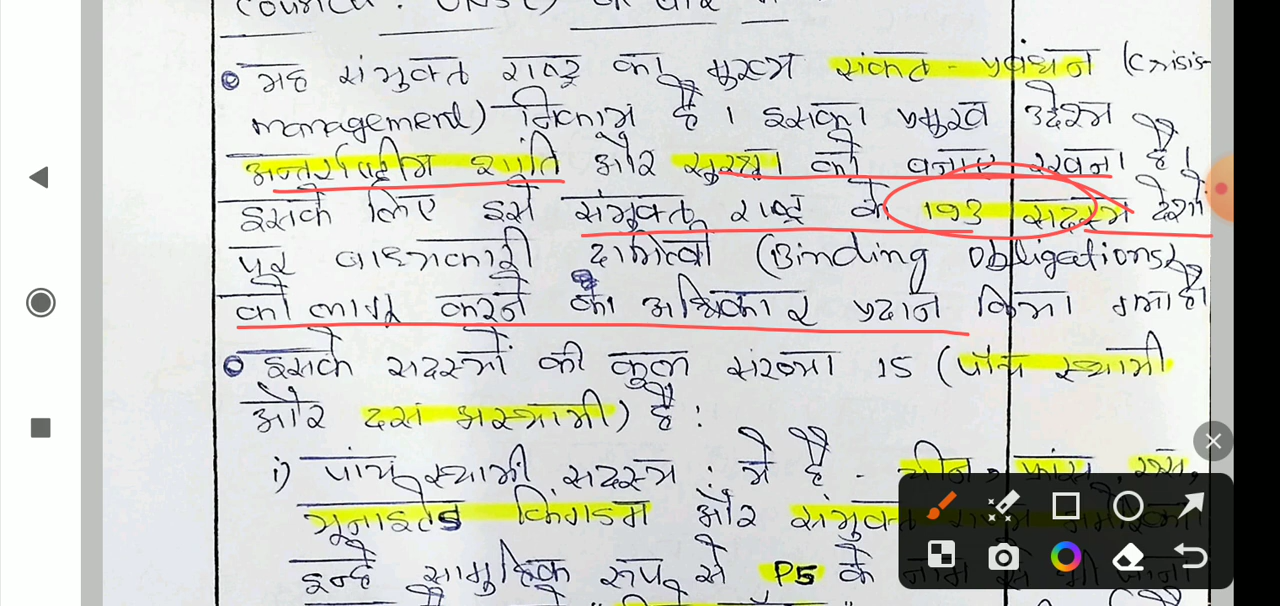 Council : UNSC) के बारे में
यह संयुक्त राष्ट्र का मुख्य संकट-प्रबंधन (Crisis-
management) निकाय है। इसका प्रमुख उद्देश्य
अन्तर्राष्ट्रीय शांति और सुरक्षा को बनाए रखना है।
इसके लिए इसे संयुक्त राष्ट्र के 193 सदस्य देशों
पर बाध्यकारी दायित्वों (Binding obligations)
को लागू करने का अधिकार प्रदान किया गया है।
इसके सदस्यों की कुल संख्या 15 (पाँच स्थायी
और दस अस्थायी) है :
i) पांच स्थायी सदस्य : ये है - चीन, फ्रांस, रूस,
यूनाइटेड किंगडम और संयुक्त राज्य अमेरिका
इन्हें सामुहिक रूप से P5 के नाम से भी जाना